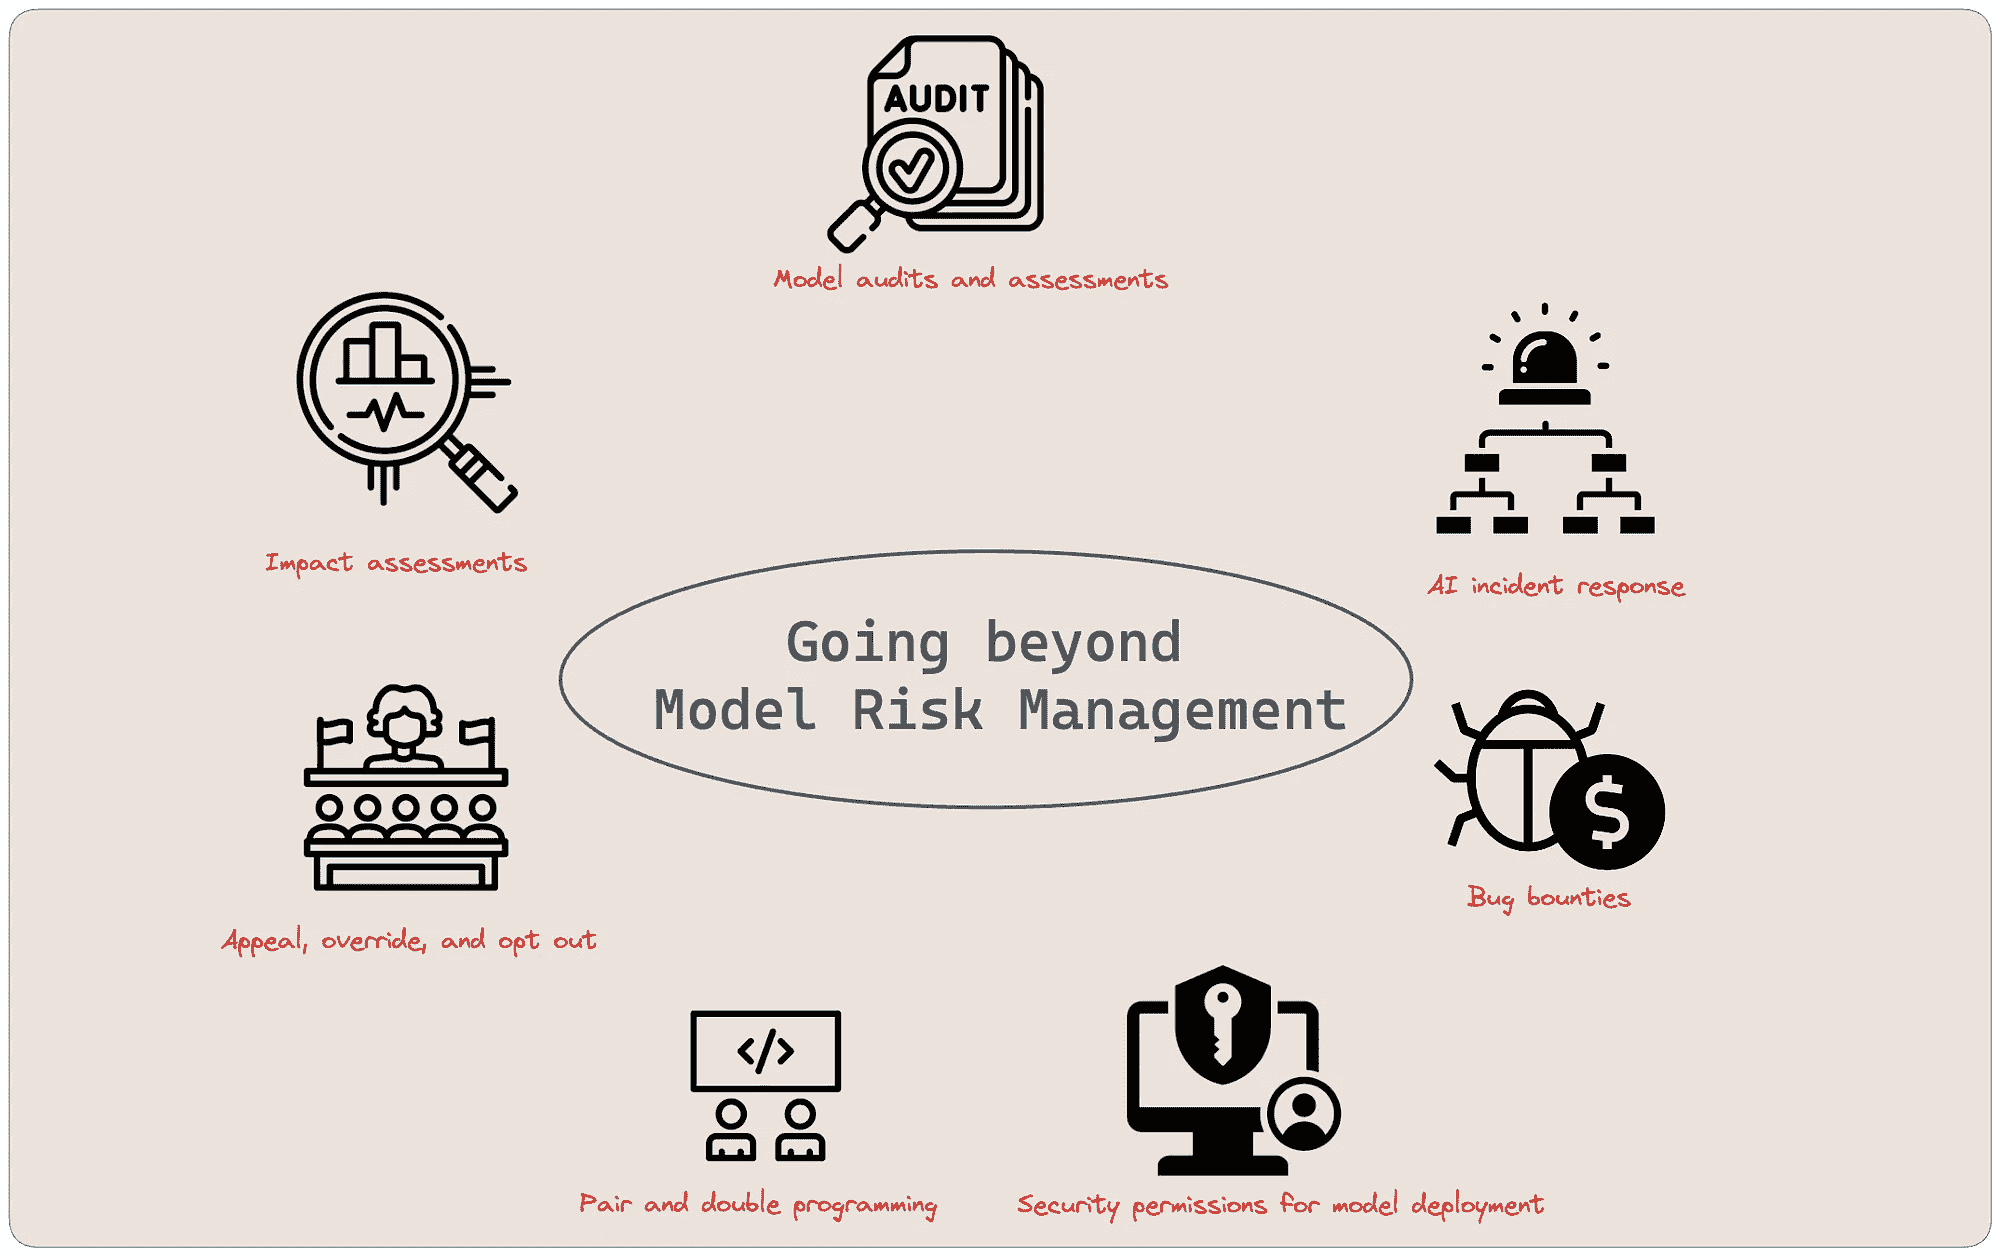 AUDIT
Model audits and assessments
Impact assessments
AI incident response
Going beyond
Model Risk Management
$
Bug bounties
Appeal, override, and opt out
</>
Pair and double programming
Security permissions for model deployment